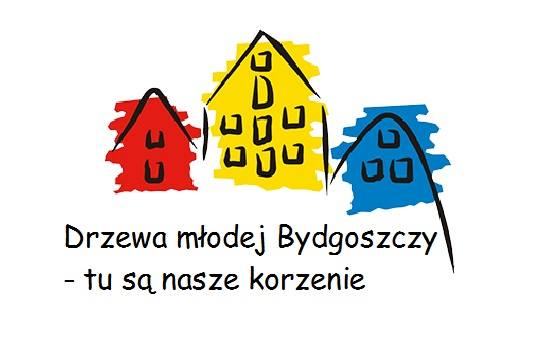 Drzewa młodej Bydgoszczy
- tu są nasze korzenie